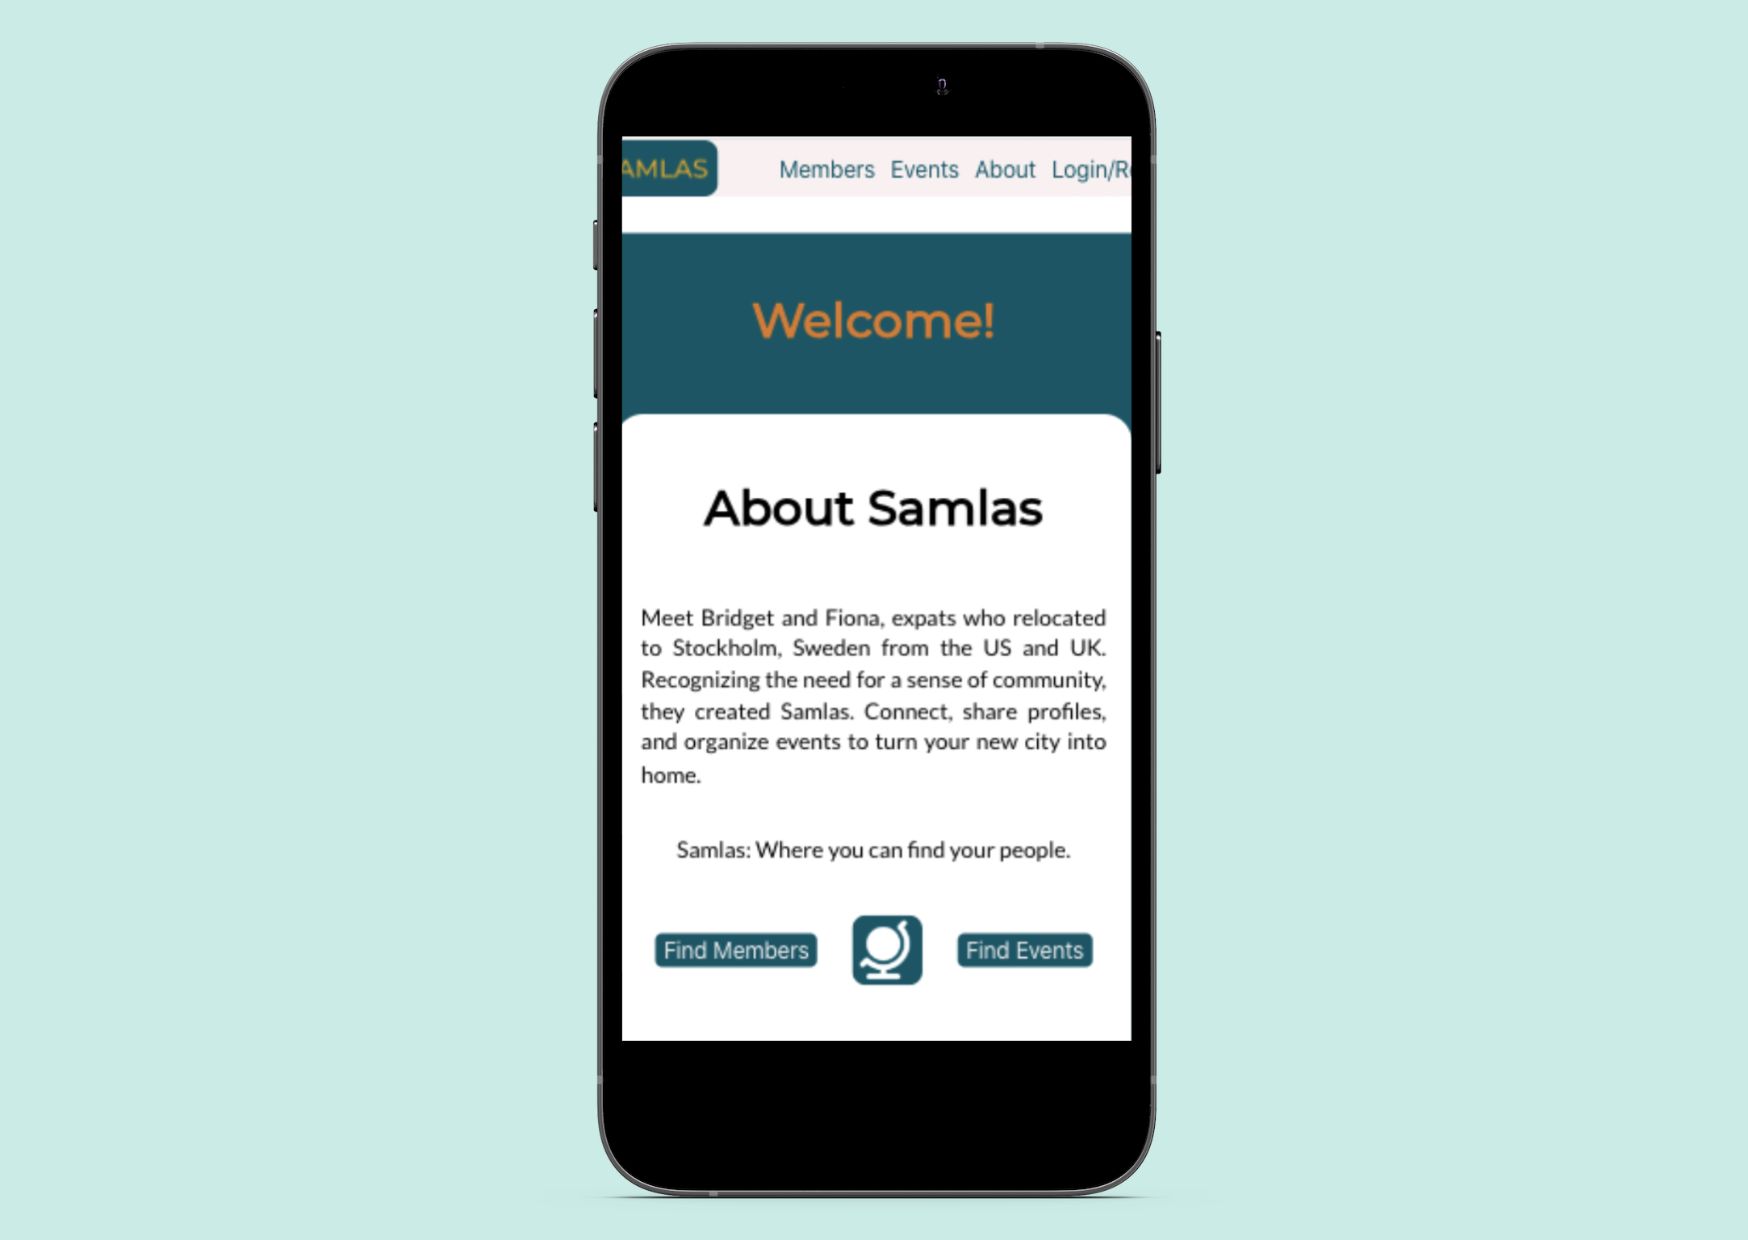 AMLAS Members Events About Login/R
Welcome!
About Samlas
Meet Bridget and Fiona, expats who relocated
to Stockholm, Sweden from the US and UK.
Recognizing the need for a sense of community,
they created Samlas. Connect, share profiles,
and organize events to turn your new city into
home.
Samlas: Where you can find your people.
Find Members Find Events